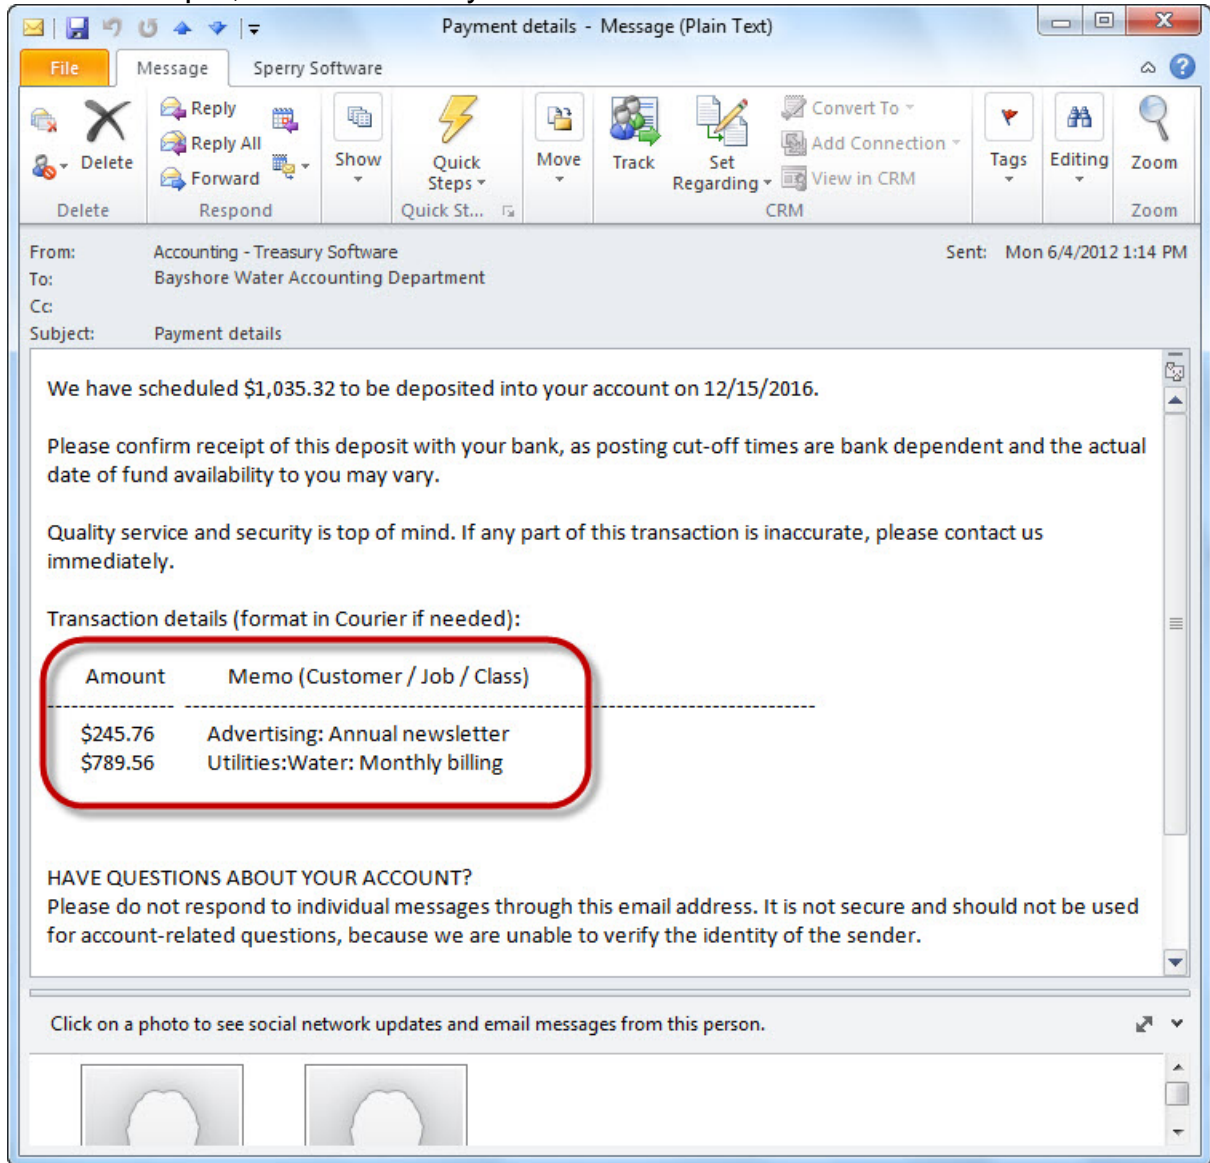 Payment details - Message (Plain Text)
File Message Sperry Software
Delete
Reply
Reply All
Forward
Show
Quick Steps
Move
Track
Set Regarding
Convert To
Add Connection
View in CRM
Tags
Editing
Zoom
Delete Respond Quick St... CRM Zoom
From: Accounting - Treasury Software Sent: Mon 6/4/2012 1:14 PM
To: Bayshore Water Accounting Department
Cc:
Subject: Payment details
We have scheduled $1,035.32 to be deposited into your account on 12/15/2016.
Please confirm receipt of this deposit with your bank, as posting cut-off times are bank dependent and the actual
date of fund availability to you may vary.
Quality service and security is top of mind. If any part of this transaction is inaccurate, please contact us
immediately.
Transaction details (format in Courier if needed):
Amount Memo (Customer / Job / Class)
---------------- --------------------------------------------------------------------------------
$245.76 Advertising: Annual newsletter
$789.56 Utilities:Water: Monthly billing
HAVE QUESTIONS ABOUT YOUR ACCOUNT?
Please do not respond to individual messages through this email address. It is not secure and should not be used
for account-related questions, because we are unable to verify the identity of the sender.
Click on a photo to see social network updates and email messages from this person.